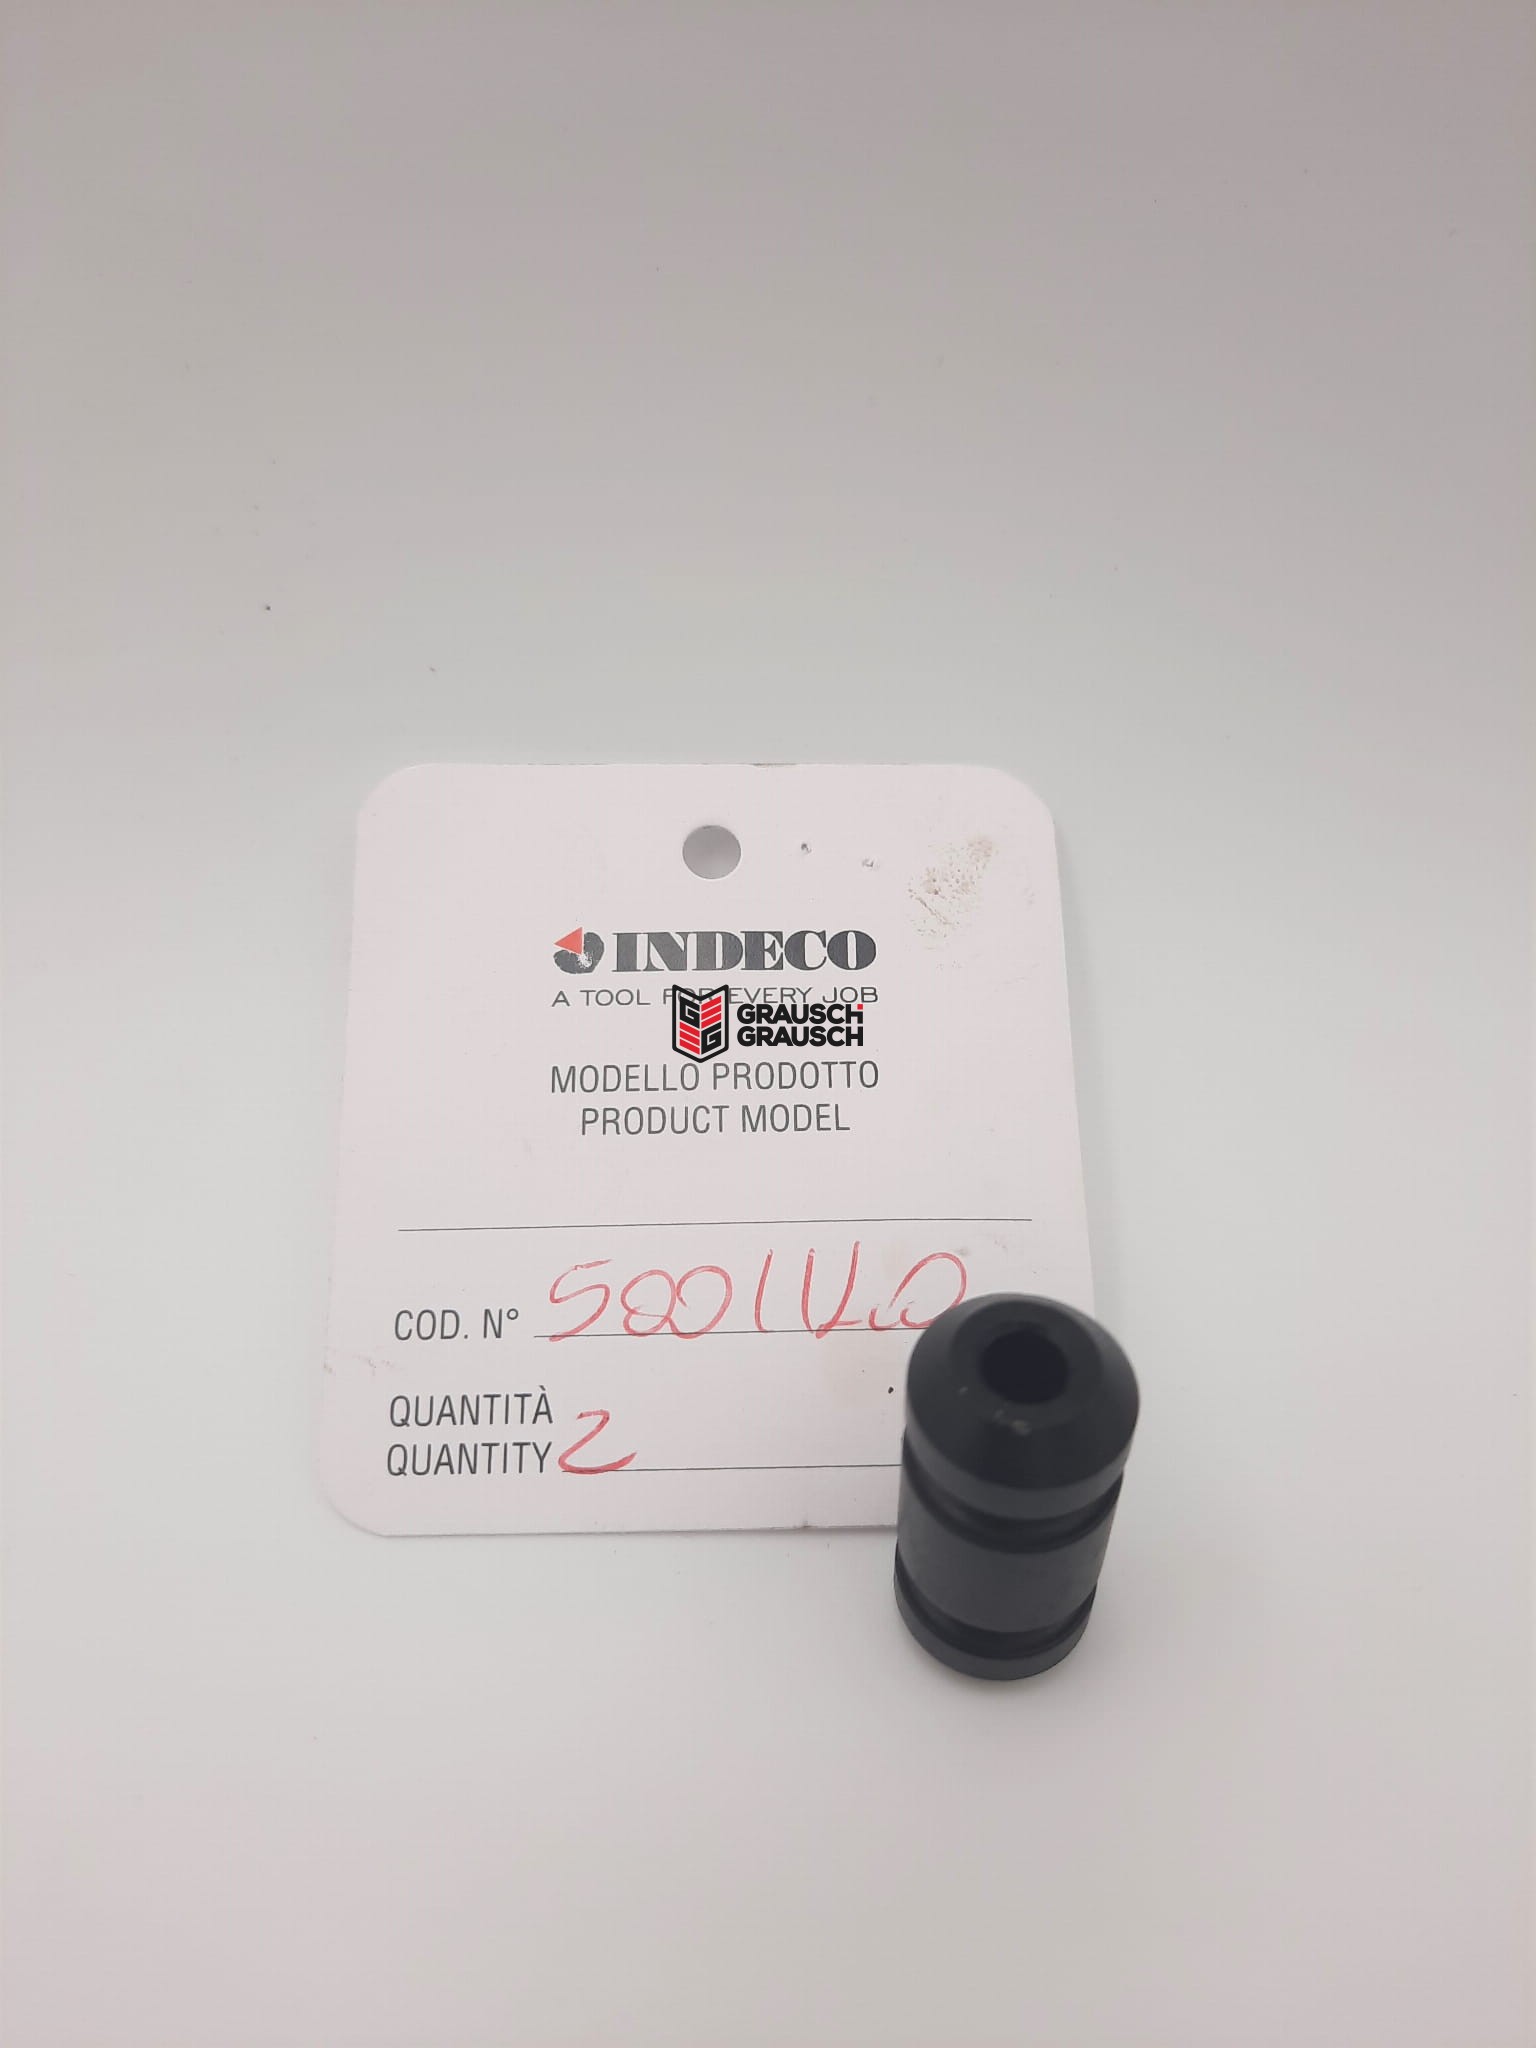 INDECO
A TOOL FOR EVERY JOB
GRAUSCH
GRAUSCH
MODELLO PRODOTTO
PRODUCT MODEL
COD. N°
QUANTITÀ
QUANTITY 2